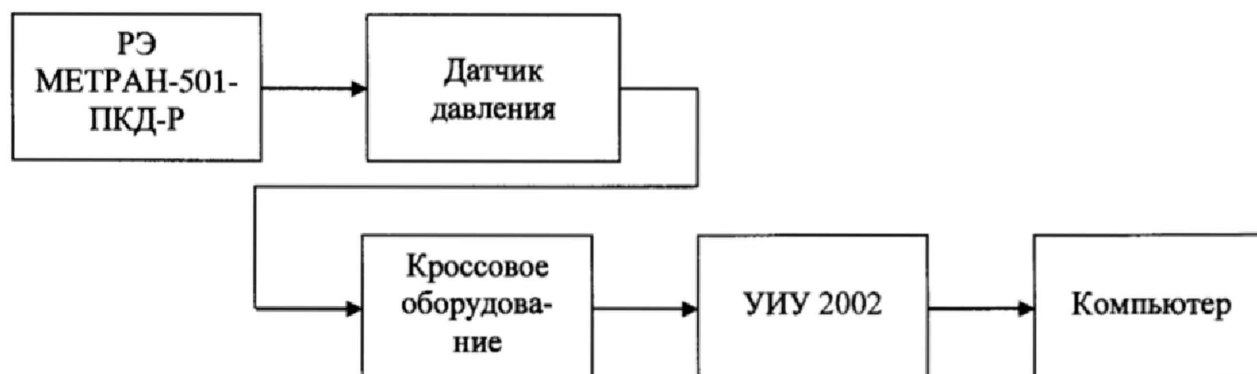 РЭ
МЕТРАН-501-
ПКД-Р
Датчик
давления
Кроссовое
оборудова-
ние
УИУ 2002
Компьютер